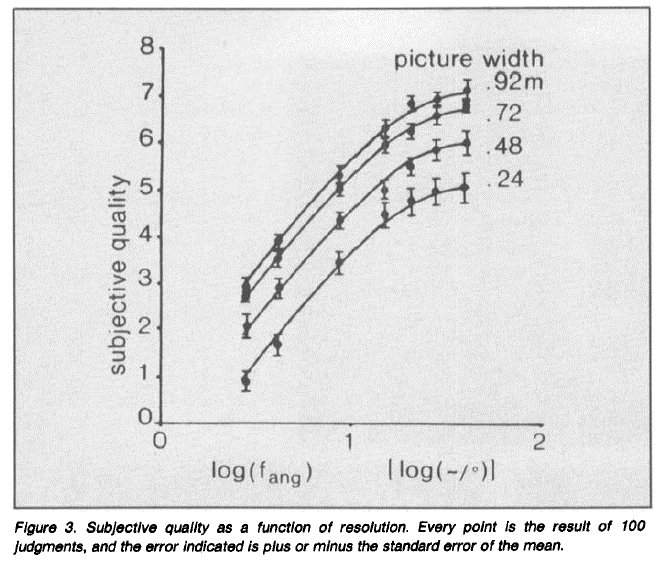 8
picture width
.92m
7
.72
6
.48
5
.24
4
3
2
1
0
subjective quality
0
1
2
log(fang)
[log(~/°)]
Figure 3. Subjective quality as a function of resolution. Every point is the result of 100
judgments, and the error indicated is plus or minus the standard error of the mean.